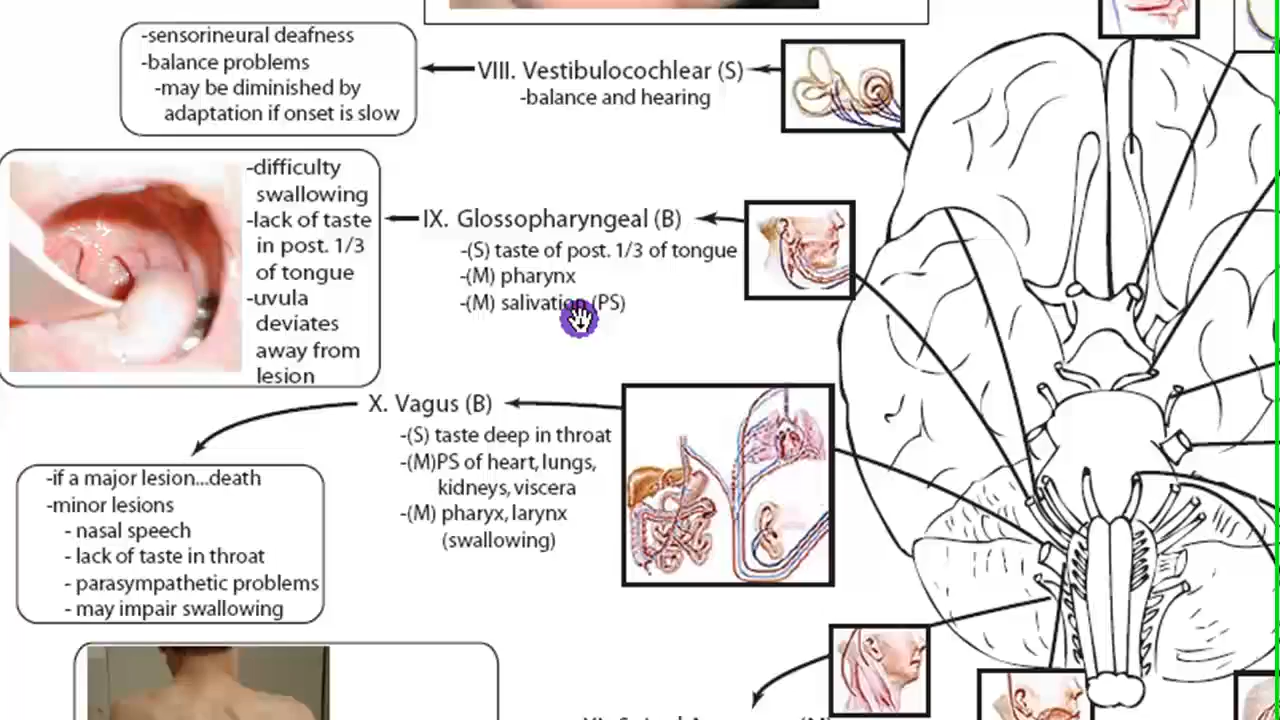 -sensorineural deafness
-balance problems
-may be diminished by
adaptation if onset is slow
VIII. Vestibulocochlear (S)
-balance and hearing
-difficulty
swallowing
-lack of taste
in post. 1/3
of tongue
-uvula
deviates
away from
lesion
IX. Glossopharyngeal (B)
-(S) taste of post. 1/3 of tongue
-(M) pharynx
-(M) salivation (PS)
X. Vagus (B)
-(S) taste deep in throat
-(M)PS of heart, lungs,
kidneys, viscera
-(M) pharyx, larynx
(swallowing)
-if a major lesion...death
-minor lesions
- nasal speech
- lack of taste in throat
- parasympathetic problems
- may impair swallowing